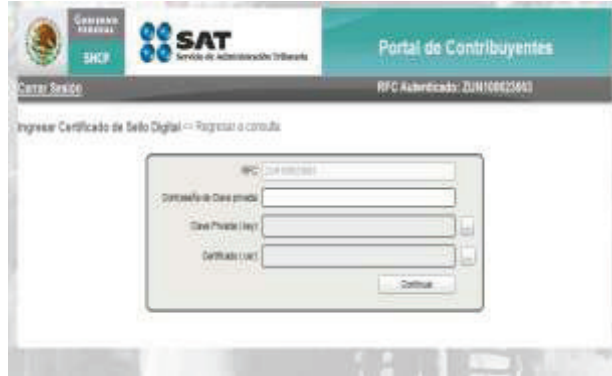 GOBIERNO
FEDERAL
SHCP
SAT
Servicio de Administración Tributaria
Portal de Contribuyentes
Cerrar Sesión
RFC Autenticado:
Ingresar Certificado de Sello Digital << Regresar a consulta
RFC
Contraseña de Clave privada
Clave Privada (.key)
...
Certificado (.cer)
...
Continuar